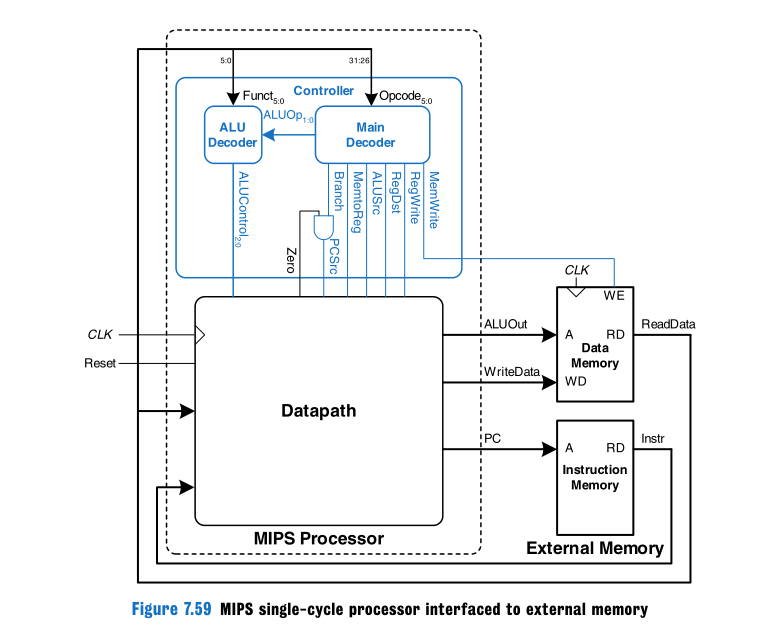 5:0
31:26
Controller
Funct5:0
Opcode5:0
ALUOp1:0
ALU
Decoder
Main
Decoder
ALUControl2:0
Branch
MemtoReg
ALUSrc
RegDst
RegWrite
MemWrite
Zero
PCSrc
CLK
WE
CLK
Reset
ALUOut
A
RD
ReadData
Data
Memory
WriteData
WD
Datapath
PC
A
RD
Instr
Instruction
Memory
MIPS Processor
External Memory
Figure 7.59 MIPS single-cycle processor interfaced to external memory